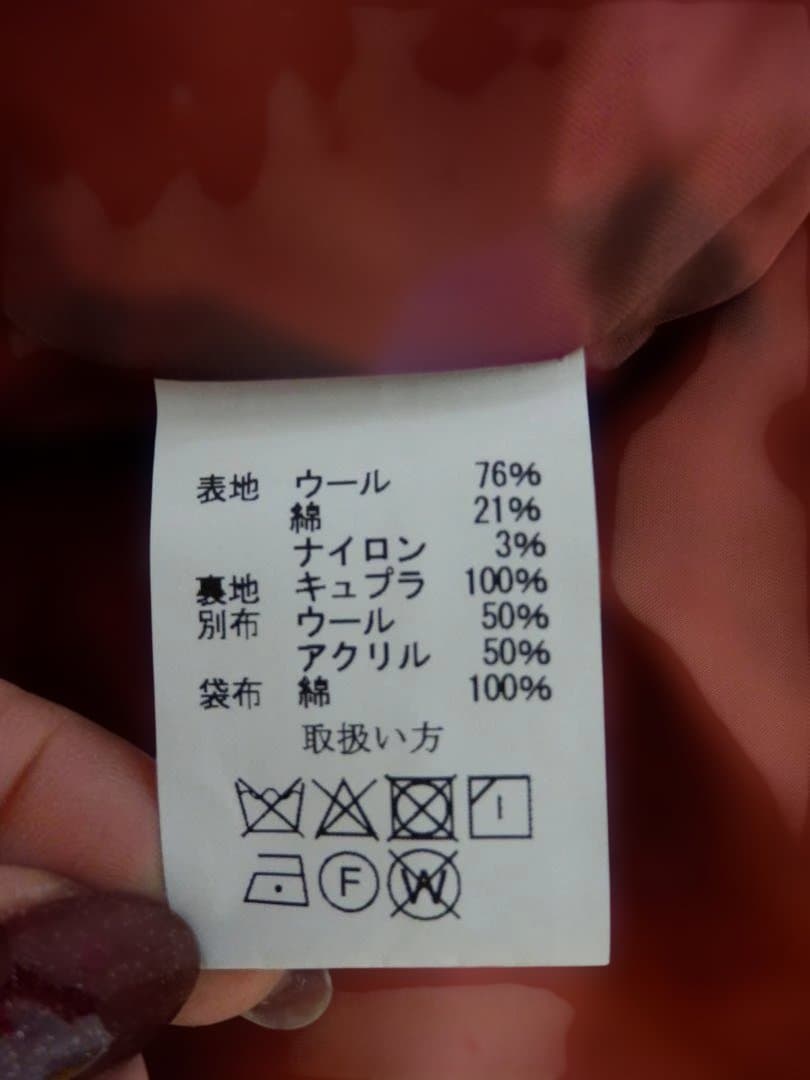 表地 ウール 76%
綿 21%
ナイロン 3%
裏地 キュプラ 100%
別布 ウール 50%
アクリル 50%
袋布 綿 100%
取扱い方
F
W